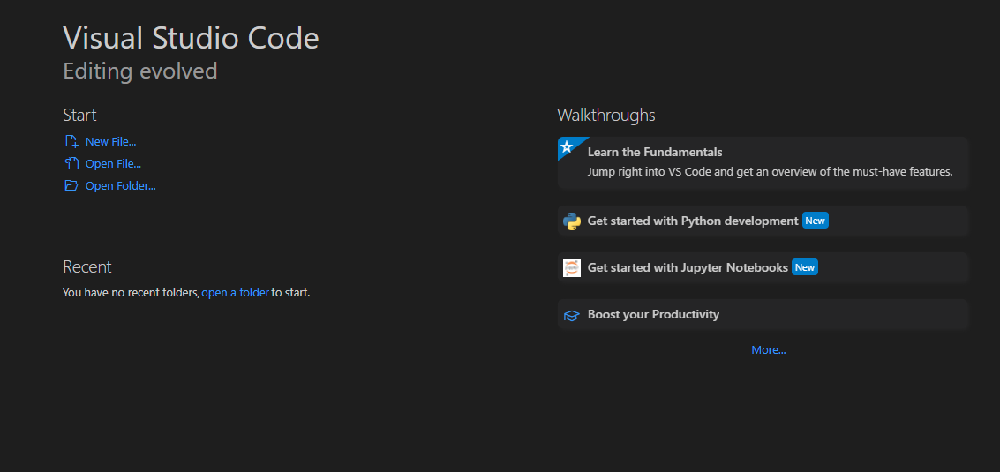 Visual Studio Code
Editing evolved
Start
New File...
Open File...
Open Folder...
Recent
You have no recent folders, open a folder to start.
Walkthroughs
Learn the Fundamentals
Jump right into VS Code and get an overview of the must-have features.
Get started with Python development New
Get started with Jupyter Notebooks New
Boost your Productivity
More...